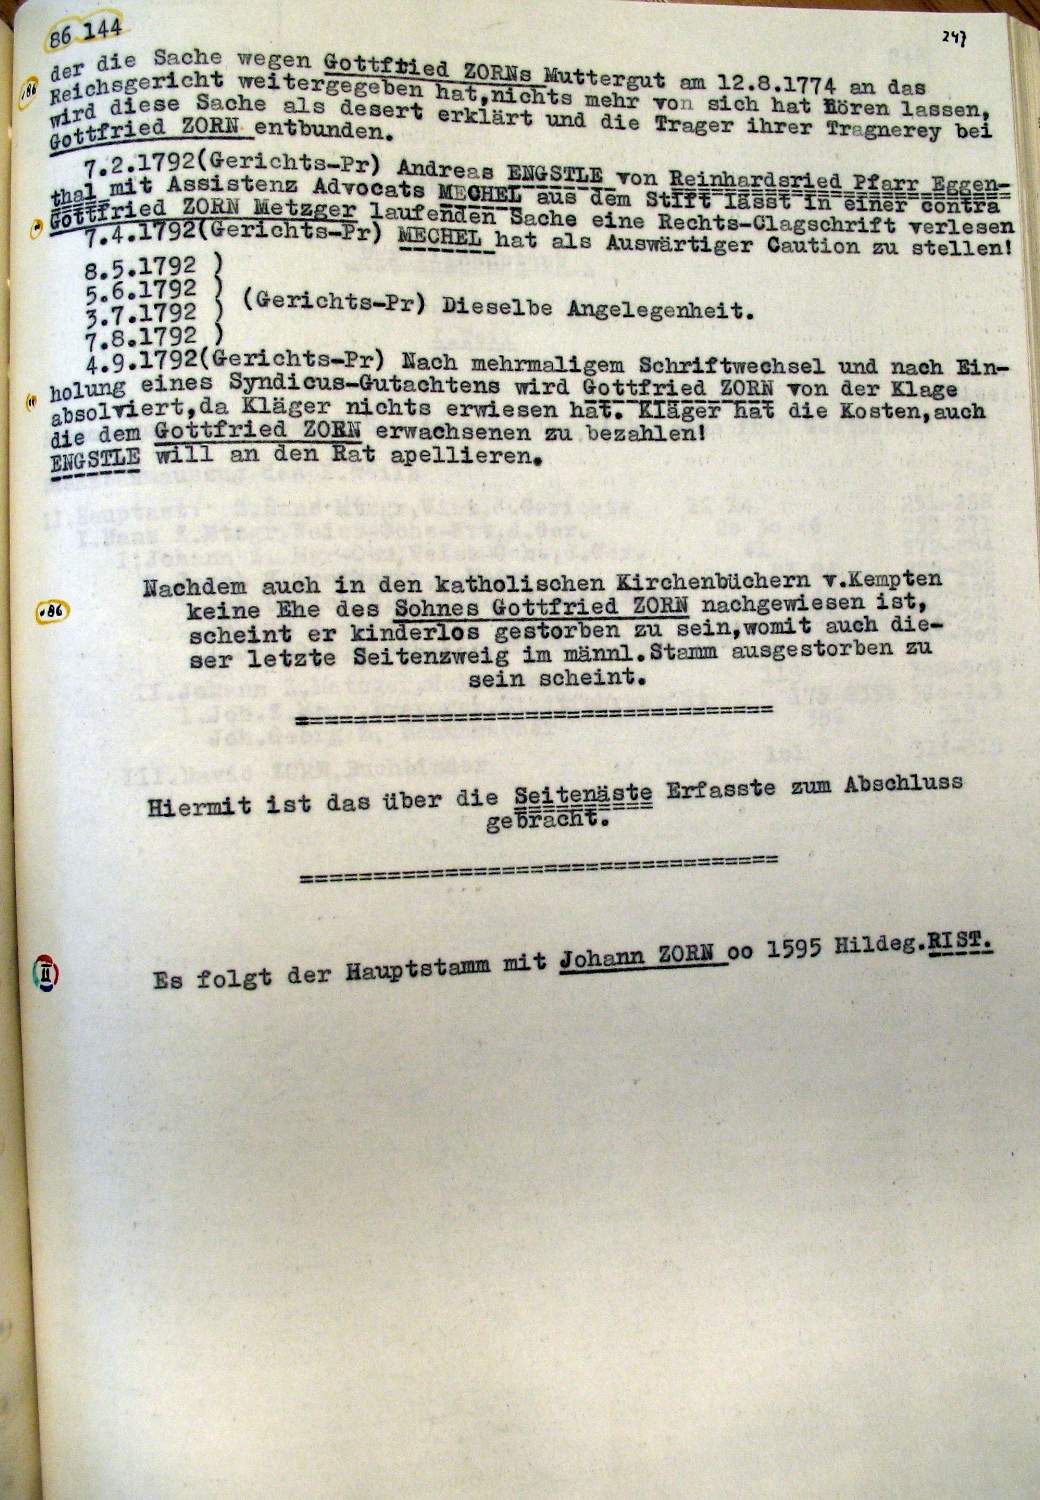 86 144
247
der die Sache wegen Gottfried ZORNs Muttergut am 12.8.1774 an das
.86
Reichsgericht weitergegeben hat,nichts mehr von sich hat Hören lassen,
wird diese Sache als desert erklärt und die Trager ihrer Tragnerey bei
Gottfried ZORN entbunden.
7.2.1792(Gerichts-Pr) Andreas ENGSTLE von Reinhardsried Pfarr Eggen-
thal mit Assistenz Advocats MECHEL aus dem Stift lässt in einer contra
Gottfried ZORN Metzger laufenden Sache eine Rechts-Clagschrift verlesen
7.4.1792(Gerichts-Pr) MECHEL hat als Auswärtiger Caution zu stellen!
8.5.1792 )
5.6.1792 )
(Gerichts-Pr) Dieselbe Angelegenheit.
3.7.1792 )
7.8.1792 )
4.9.1792(Gerichts-Pr) Nach mehrmaligem Schriftwechsel und nach Ein-
holung eines Syndicus-Gutachtens wird Gottfried ZORN von der Klage
absolviert,da Kläger nichts erwiesen hat. Kläger hat die Kosten,auch
die dem Gottfried ZORN erwachsenen zu bezahlen!
ENGSTLE will an den Rat apellieren.
Nachdem auch in den katholischen Kirchenbüchern v.Kempten
.86
keine Ehe des Sohnes Gottfried ZORN nachgewiesen ist,
scheint er kinderlos gestorben zu sein,womit auch die-
ser letzte Seitenzweig im männl.Stamm ausgestorben zu
sein scheint.
=================================
Hiermit ist das über die Seitenäste Erfasste zum Abschluss
gebracht.
=================================
II
Es folgt der Hauptstamm mit Johann ZORN oo 1595 Hildeg.RIST.